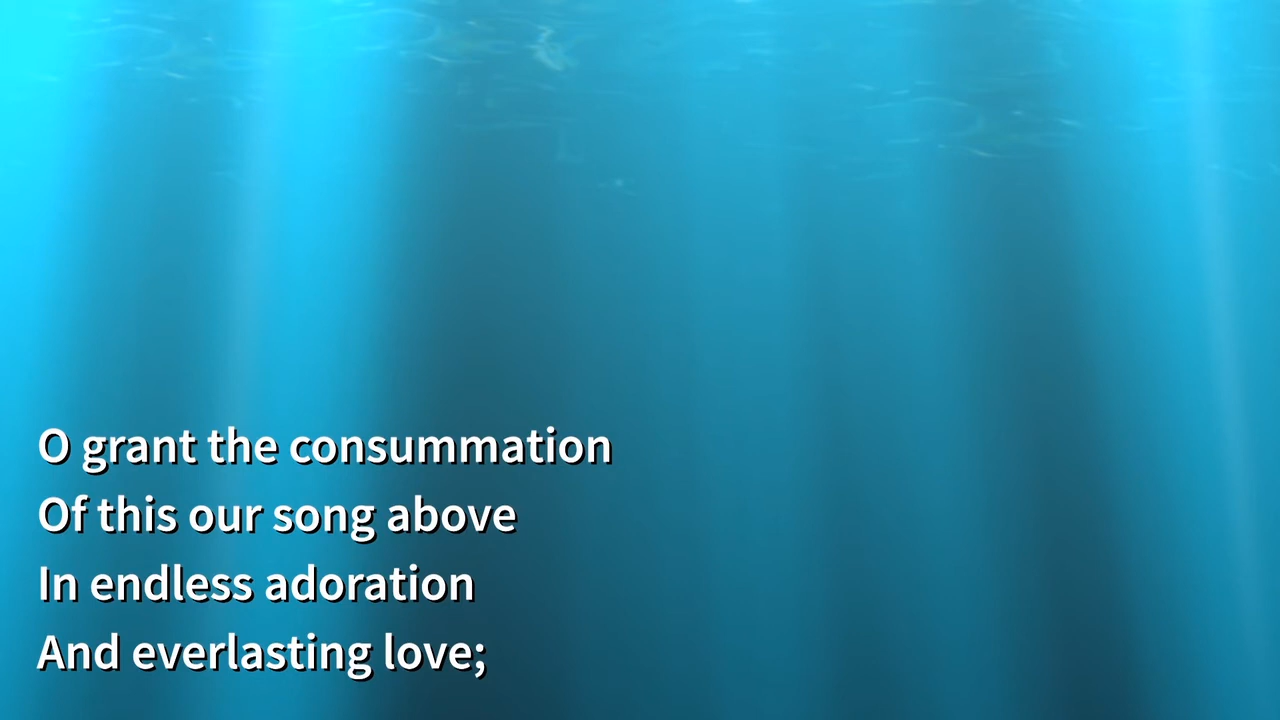 O grant the consummation
Of this our song above
In endless adoration
And everlasting love;